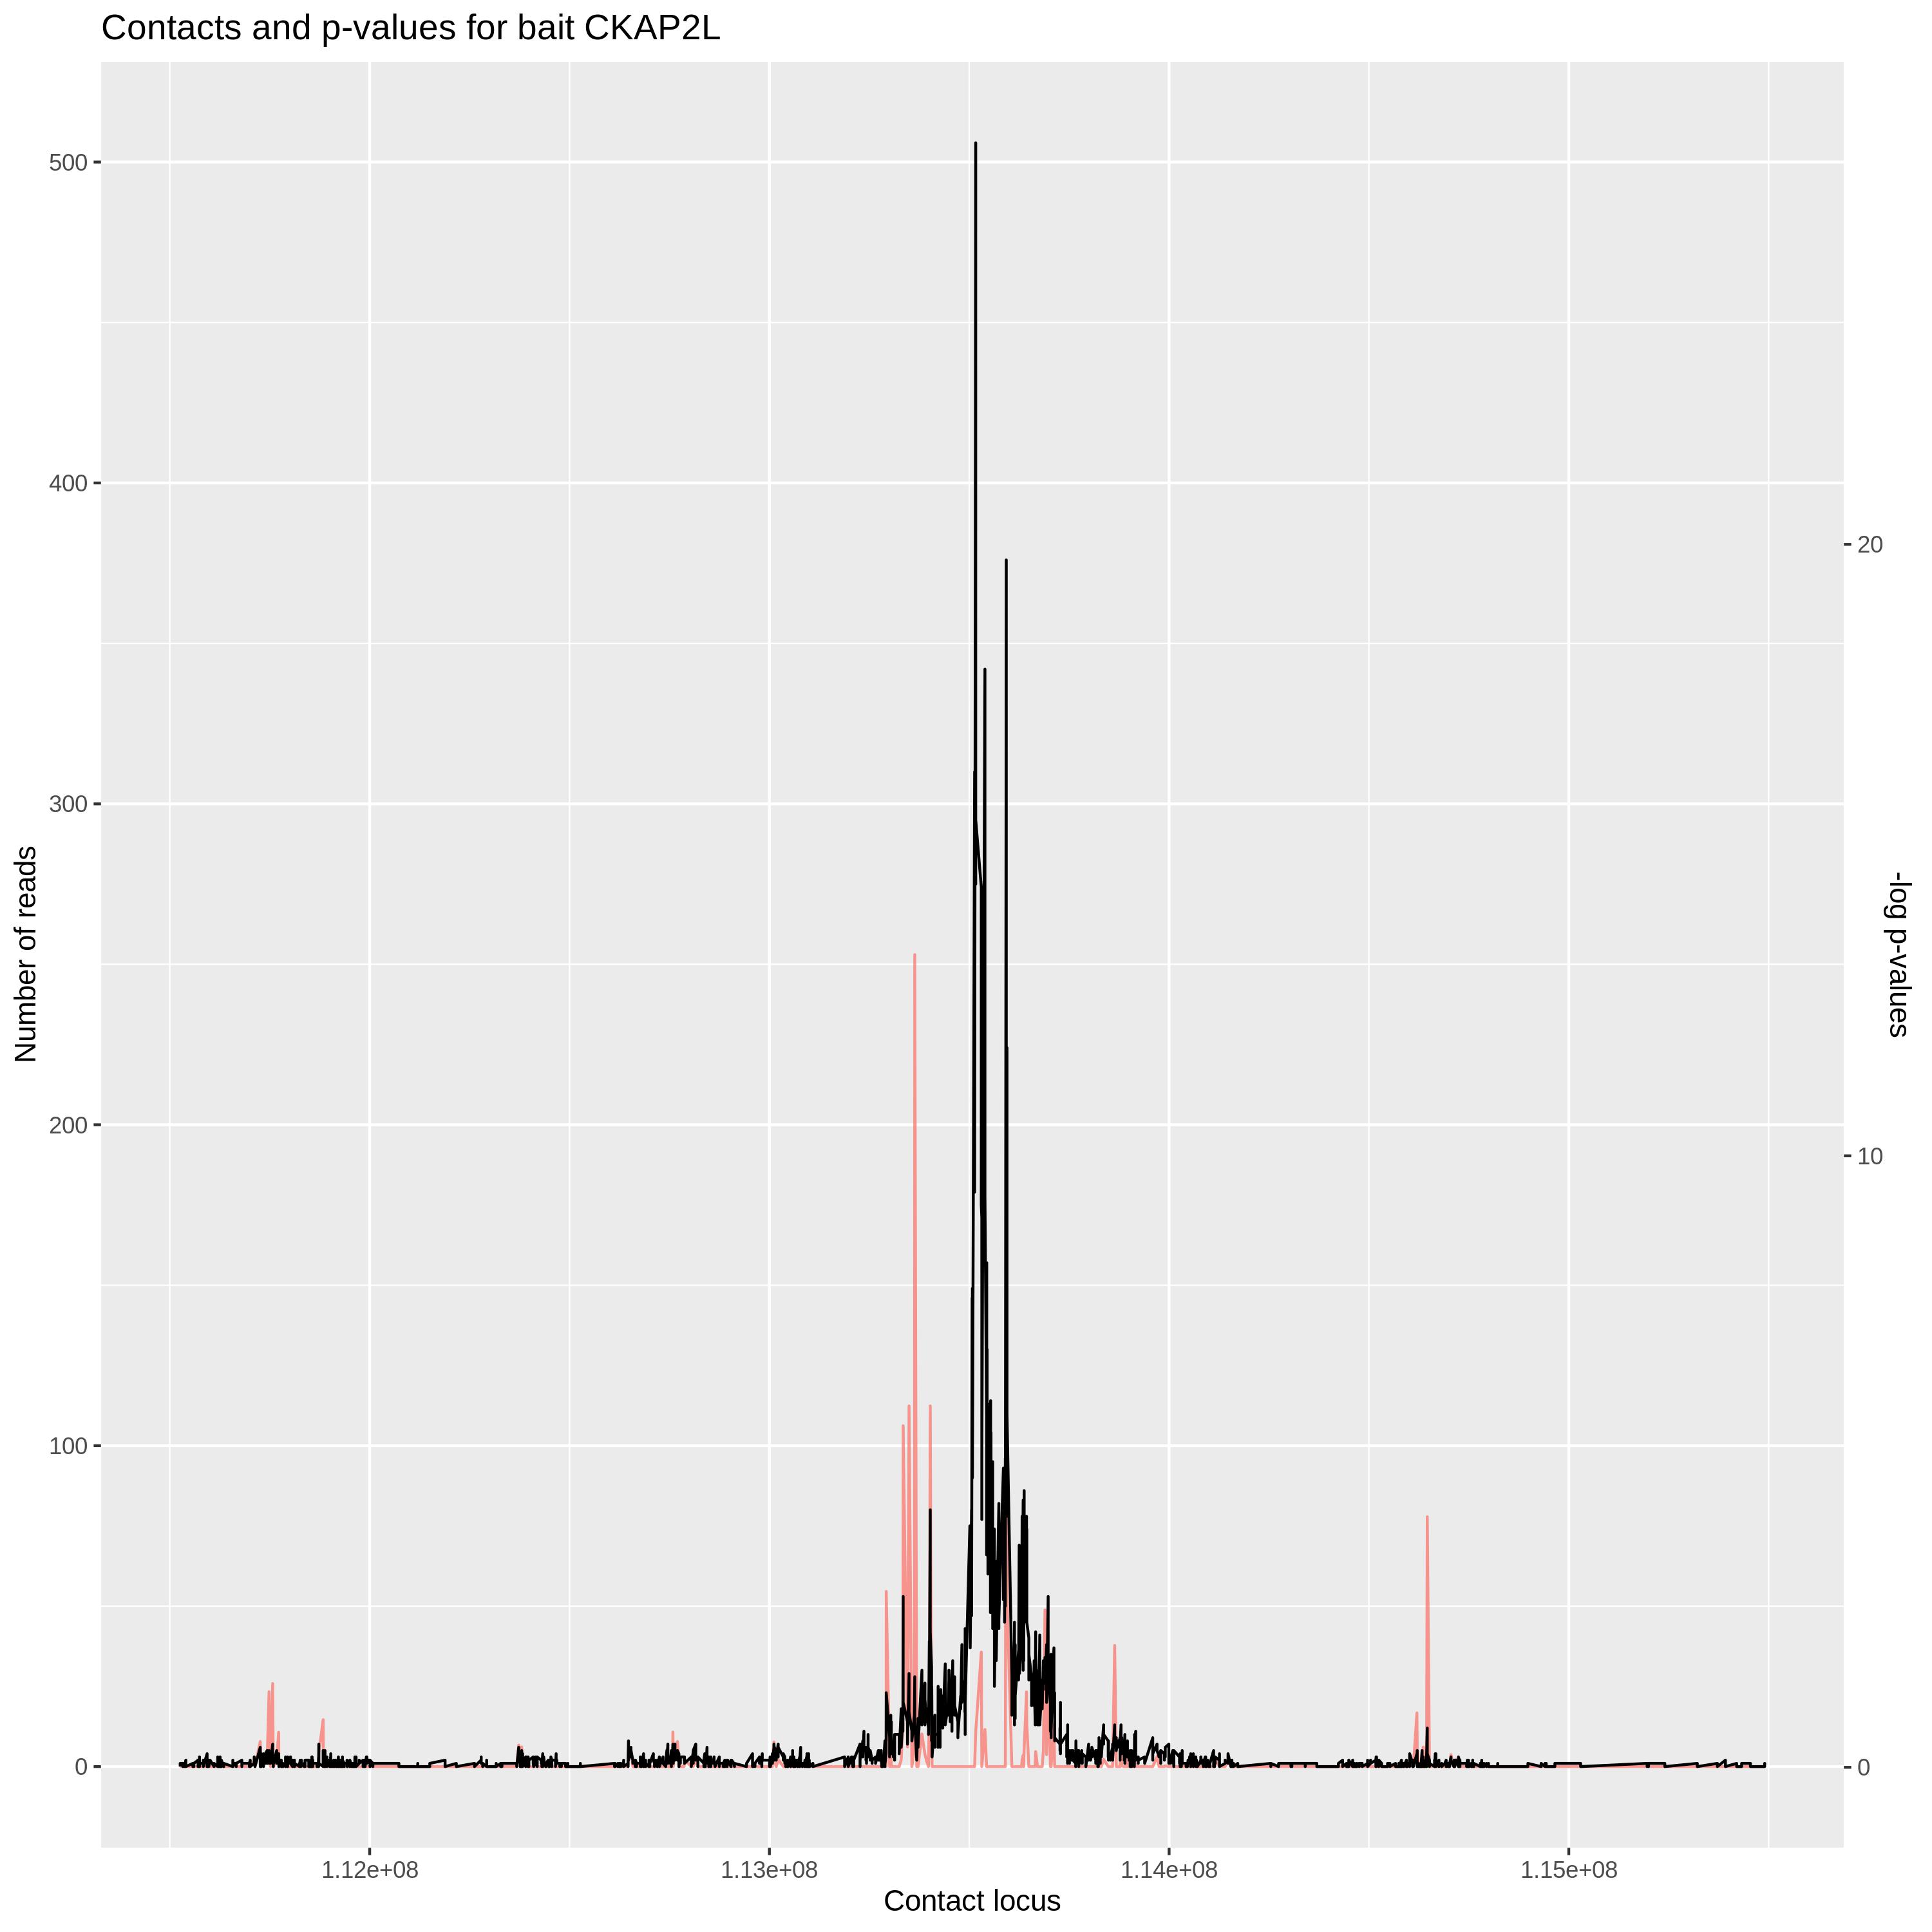 Contacts and p-values for bait CKAP2L
500
400
300
200
100
0
Number of reads
20
10
0
-log p-values
1.12e+08
1.13e+08
1.14e+08
1.15e+08
Contact locus